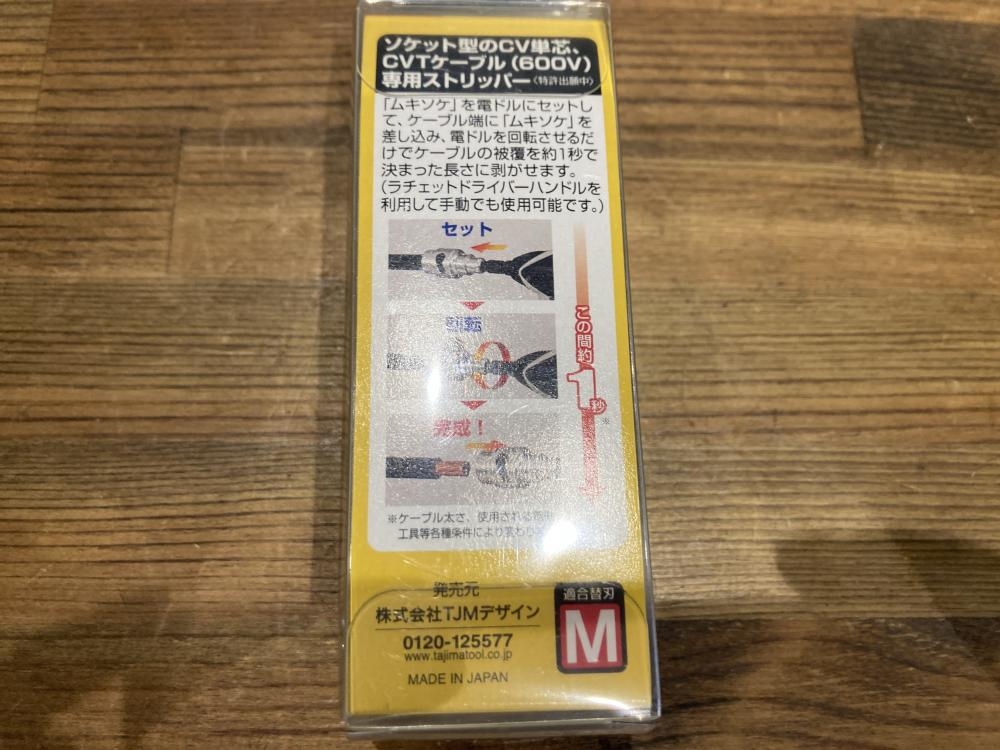 ソケット型のCV単芯、
CVTケーブル(600V)
専用ストリッパー〈特許出願中〉
「ムキソケ」を電ドルにセットし
て、ケーブル端に「ムキソケ」を
差し込み、電ドルを回転させるだ
けでケーブルの被覆を約1秒で
決まった長さに剥がせます。
(ラチェットドライバーハンドルを
利用して手動でも使用可能です。)
セット
回転
完成!
この間約
1秒※
※ケーブル太さ、使用される
工具等各種条件により変わり
発売元
株式会社TJMデザイン
0120-125577
www.tajimatool.co.jp
MADE IN JAPAN
適合替刃
M